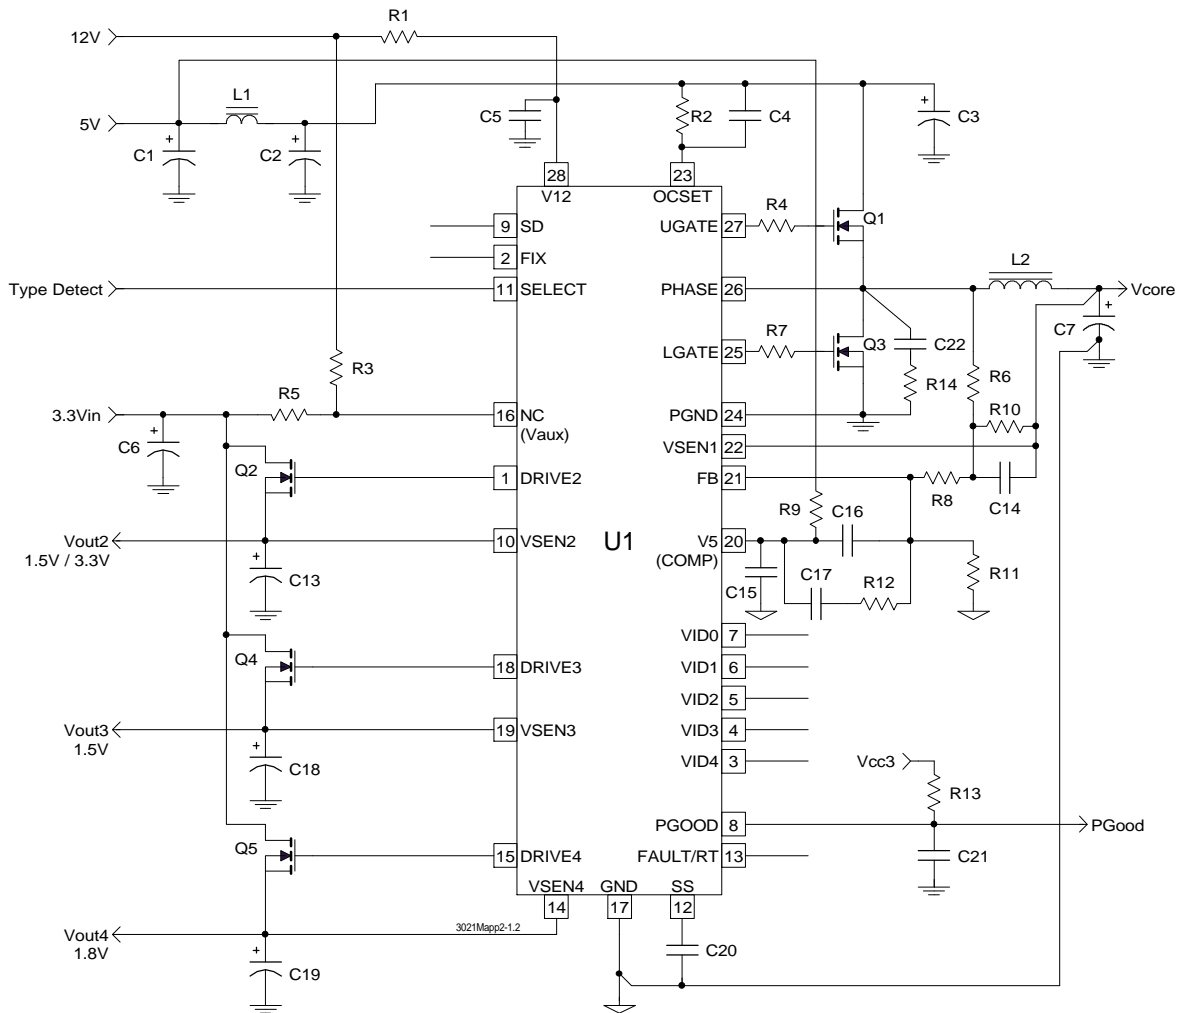 R1
12V
L1
5V
C1
C2
C5
R2
C4
C3
28
V12
23
OCSET
9 SD
2 FIX
Type Detect
11 SELECT
UGATE 27
R4
Q1
PHASE 26
L2
Vcore
C7
LGATE 25
R7
Q3
C22
R14
R6
R3
R5
3.3Vin
C6
16 NC
(Vaux)
PGND 24
R10
VSEN1 22
Q2
1 DRIVE2
FB 21
R8
C14
R9
C16
Vout2
1.5V / 3.3V
10 VSEN2
U1
V5 20
(COMP)
C13
C15
C17
R12
R11
VID0 7
Q4
18 DRIVE3
VID1 6
VID2 5
Vout3
1.5V
19 VSEN3
VID3 4
VID4 3
C18
Vcc3
R13
PGOOD 8
PGood
Q5
15 DRIVE4
FAULT/RT 13
C21
VSEN4
14
GND
17
SS
12
3021Mapp2-1.2
Vout4
1.8V
C19
C20